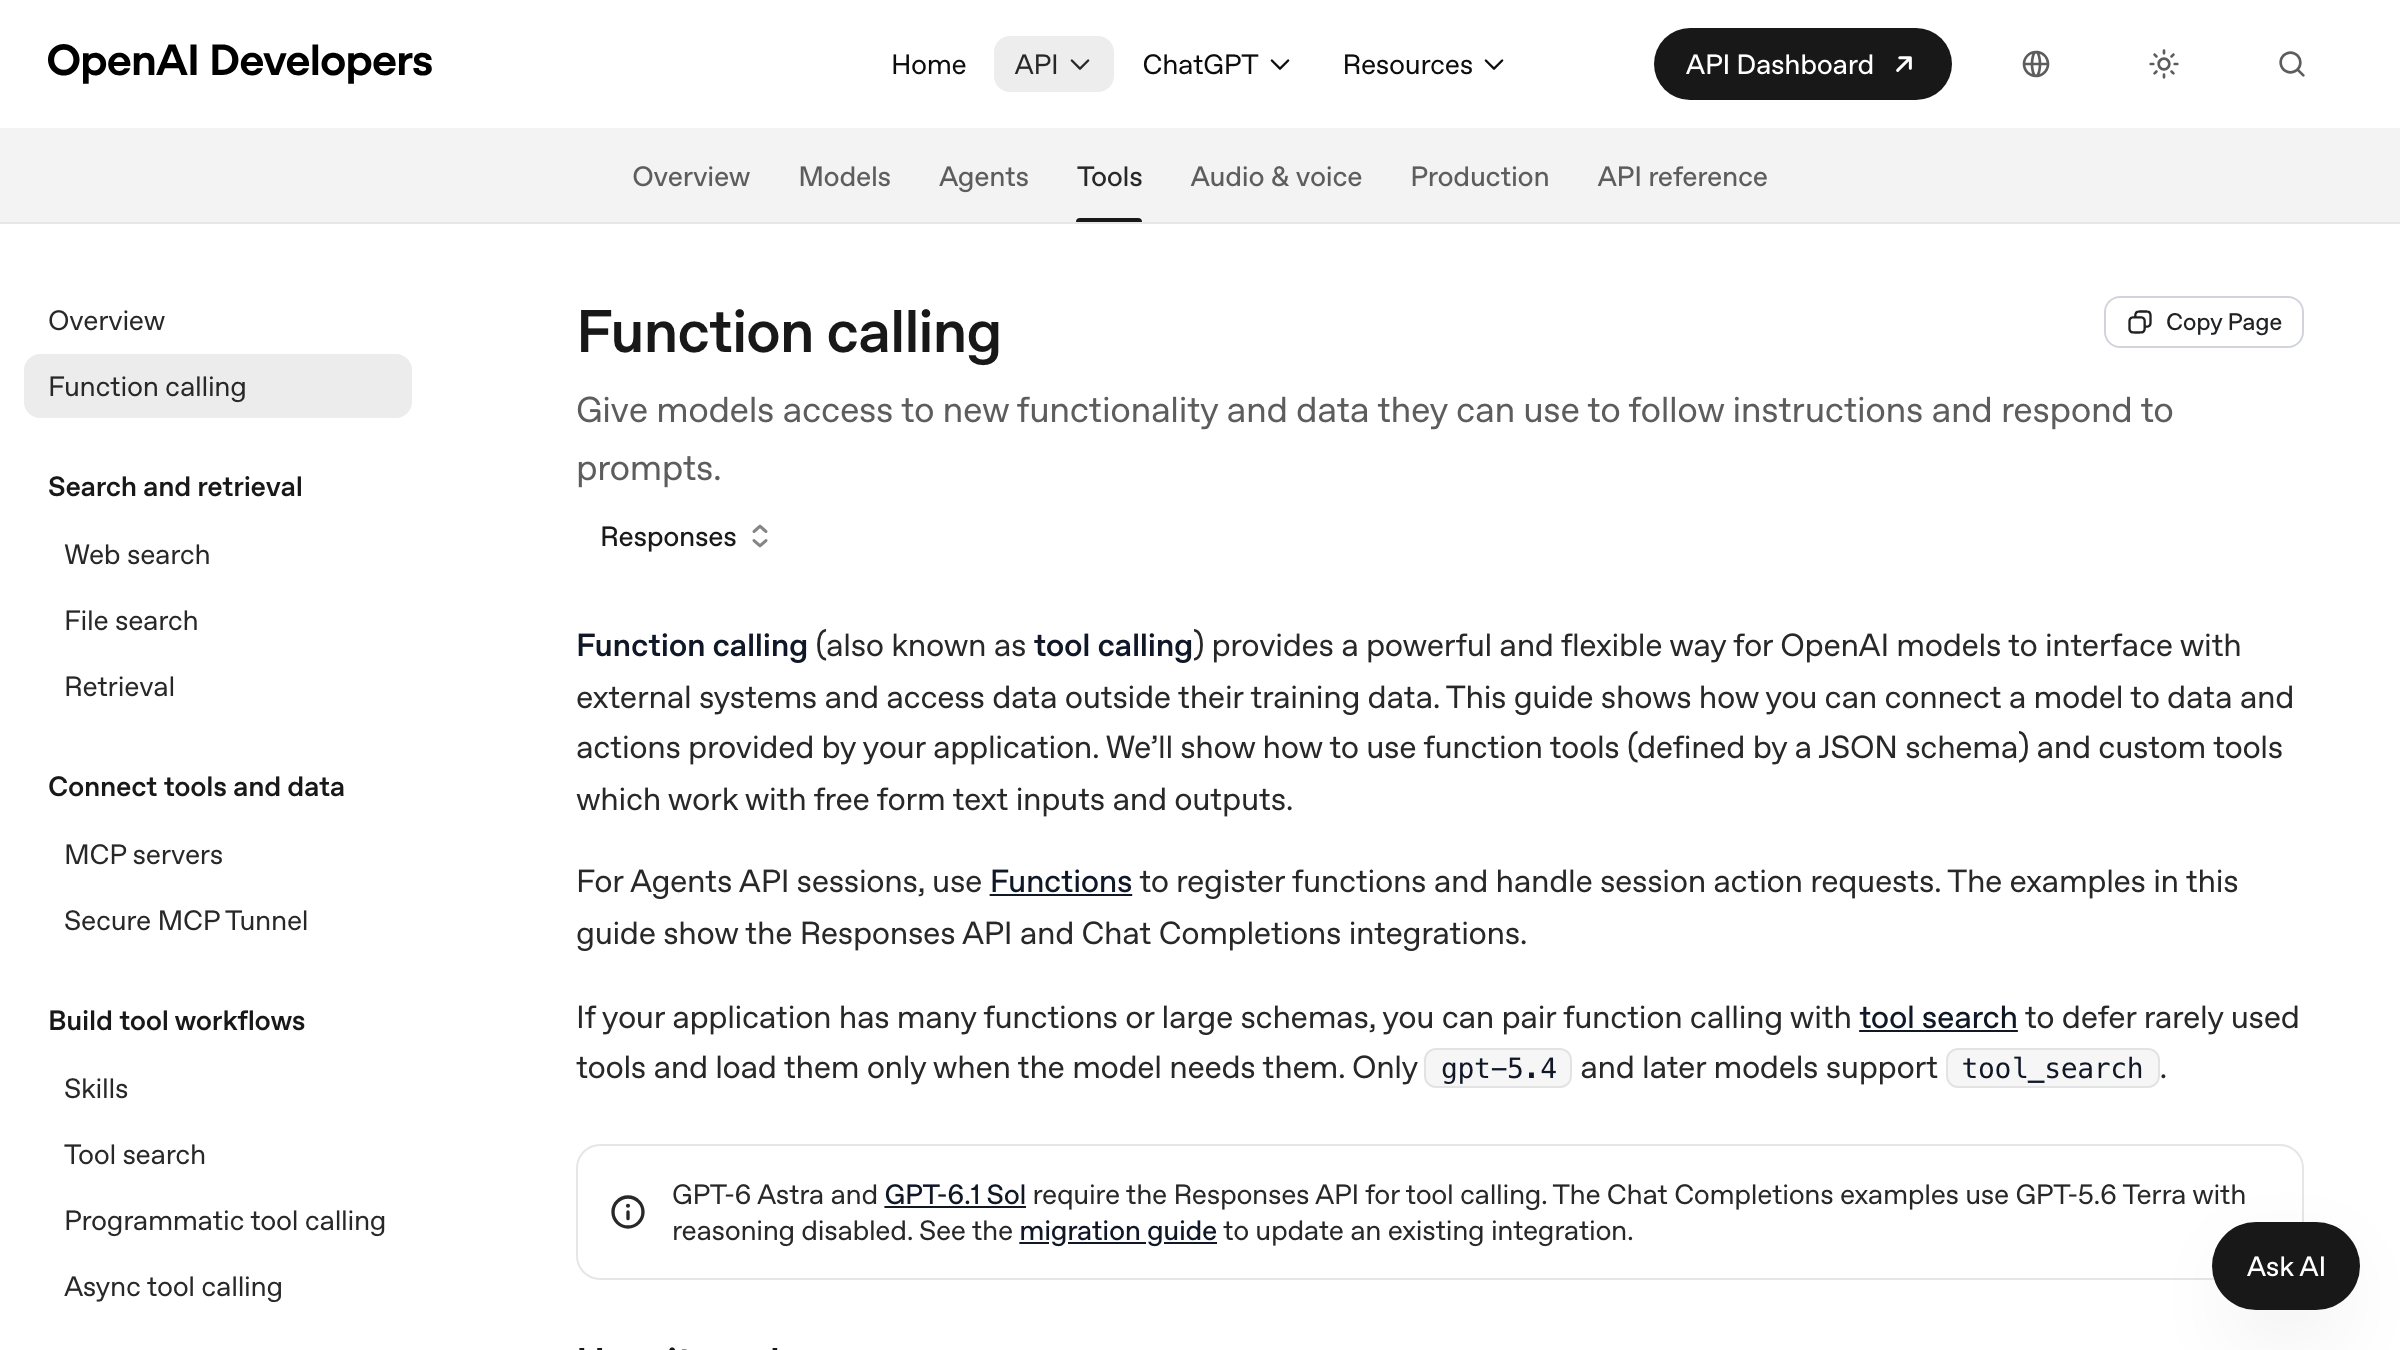 OpenAI Developers
Home
API
ChatGPT
Resources
API Dashboard
Overview
Models
Agents
Tools
Audio & voice
Production
API reference
Overview
Function calling
Search and retrieval
Web search
File search
Retrieval
Connect tools and data
MCP servers
Secure MCP Tunnel
Build tool workflows
Skills
Tool search
Programmatic tool calling
Async tool calling
Function calling
Copy Page
Give models access to new functionality and data they can use to follow instructions and respond to
prompts.
Responses
Function calling (also known as tool calling) provides a powerful and flexible way for OpenAI models to interface with
external systems and access data outside their training data. This guide shows how you can connect a model to data and
actions provided by your application. We’ll show how to use function tools (defined by a JSON schema) and custom tools
which work with free form text inputs and outputs.
For Agents API sessions, use Functions to register functions and handle session action requests. The examples in this
guide show the Responses API and Chat Completions integrations.
If your application has many functions or large schemas, you can pair function calling with tool search to defer rarely used
tools and load them only when the model needs them. Only gpt-5.4 and later models support tool_search.
GPT-6 Astra and GPT-6.1 Sol require the Responses API for tool calling. The Chat Completions examples use GPT-5.6 Terra with
reasoning disabled. See the migration guide to update an existing integration.
Ask AI